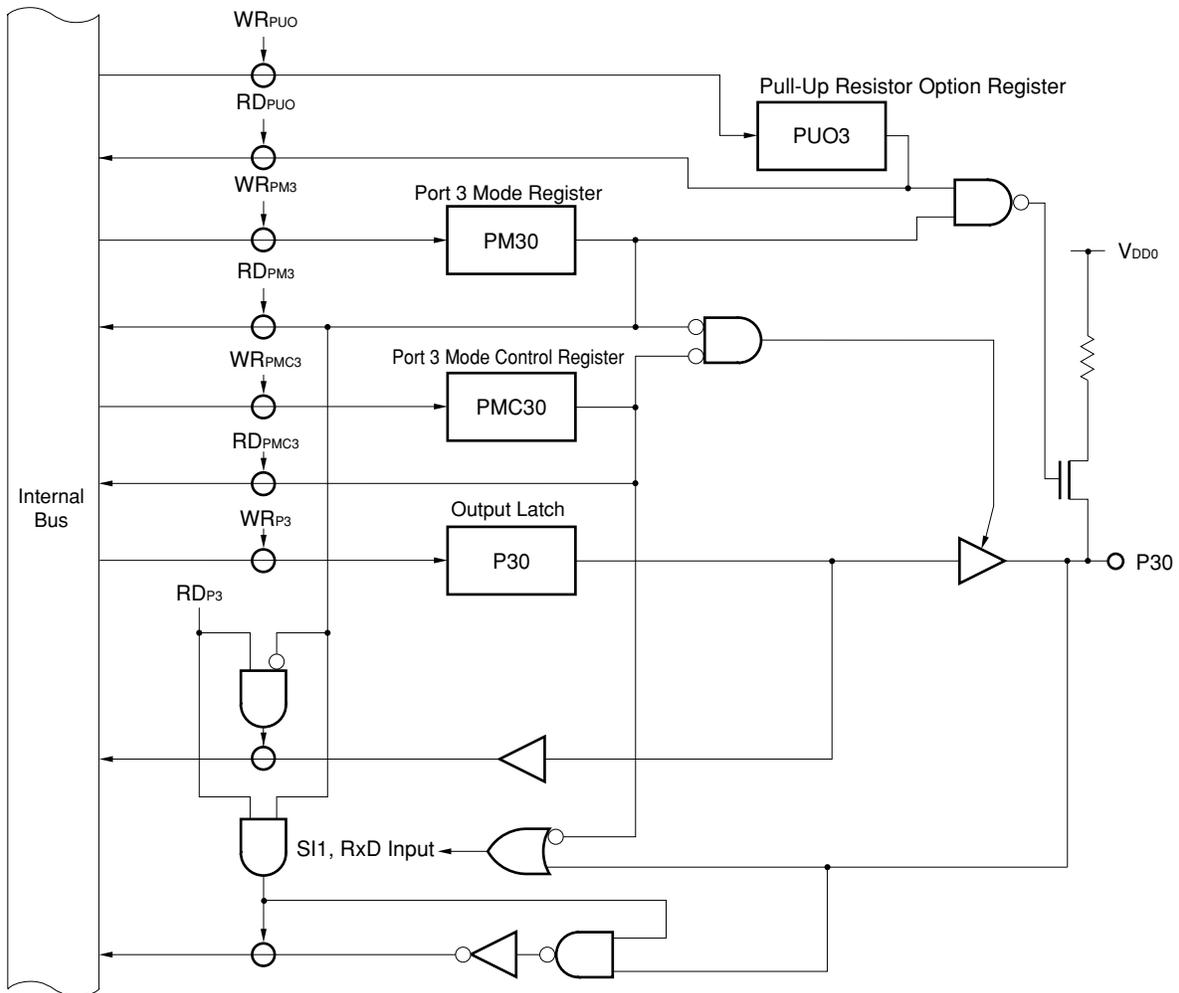 WRPUO
RDPUO
Pull-Up Resistor Option Register
PUO3
WRPM3
Port 3 Mode Register
PM30
VDD0
RDPM3
WRPMC3
Port 3 Mode Control Register
PMC30
RDPMC3
Internal
Bus
WRP3
Output Latch
P30
P30
RDP3
SI1, RxD Input